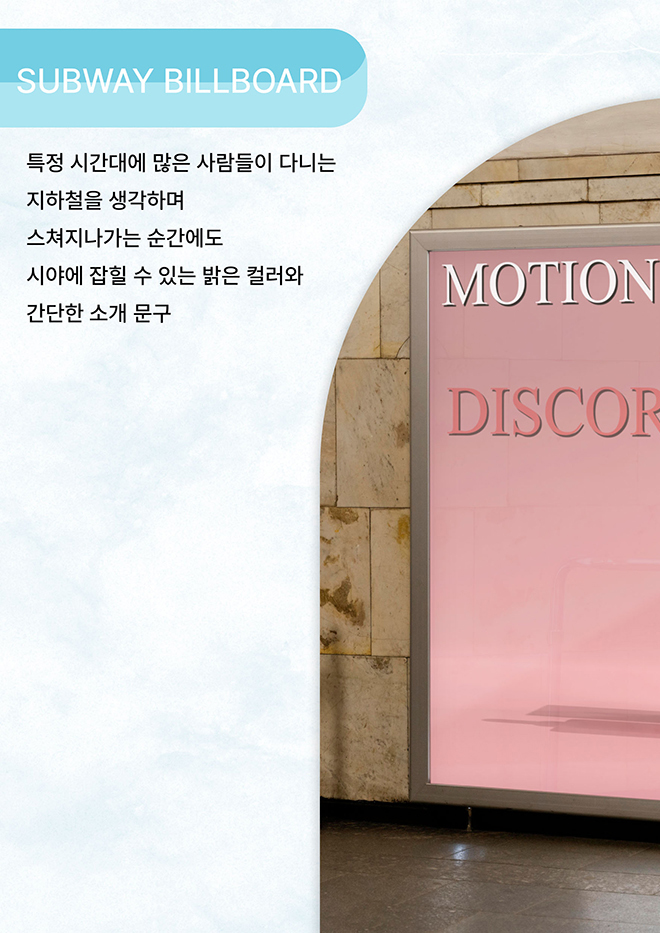 SUBWAY BILLBOARD
특정 시간대에 많은 사람들이 다니는
지하철을 생각하며
스쳐지나가는 순간에도
시야에 잡힐 수 있는 밝은 컬러와
간단한 소개 문구
MOTION
DISCOR